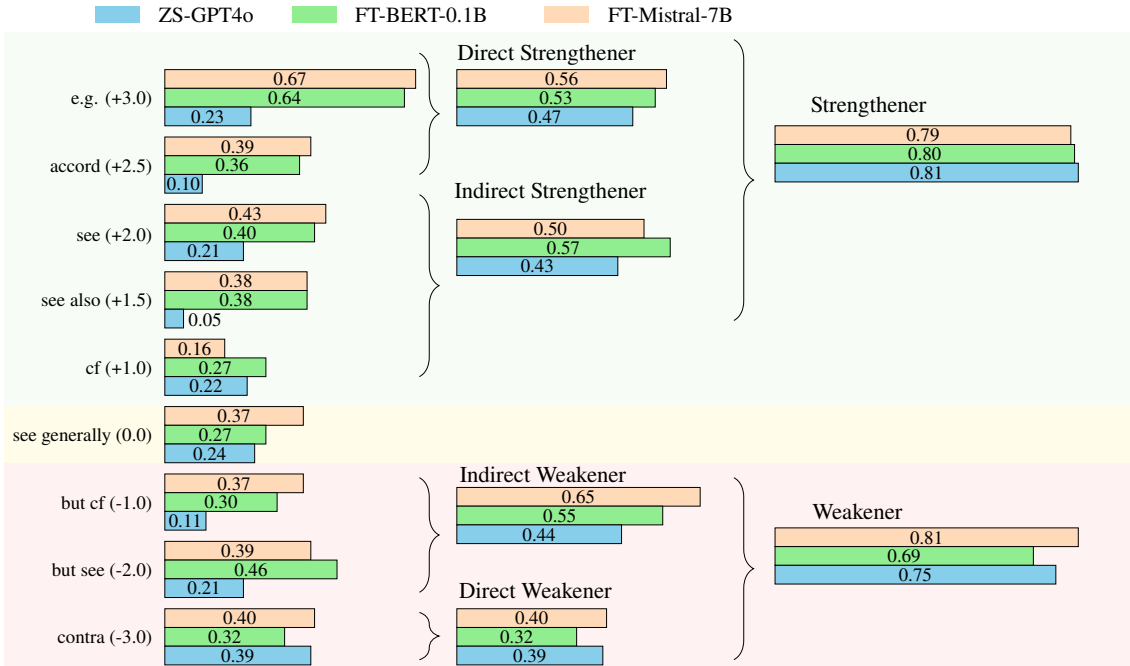 ZS-GPT4o FT-BERT-0.1B FT-Mistral-7B
e.g. (+3.0)
0.67
0.64
0.23
accord (+2.5)
0.39
0.36
0.10
see (+2.0)
0.43
0.40
0.21
see also (+1.5)
0.38
0.38
0.05
cf (+1.0)
0.16
0.27
0.22
see generally (0.0)
0.37
0.27
0.24
but cf (-1.0)
0.37
0.30
0.11
but see (-2.0)
0.39
0.46
0.21
contra (-3.0)
0.40
0.32
0.39
Direct Strengthener
0.56
0.53
0.47
Indirect Strengthener
0.50
0.57
0.43
Indirect Weakener
0.65
0.55
0.44
Direct Weakener
0.40
0.32
0.39
Strengthener
0.79
0.80
0.81
Weakener
0.81
0.69
0.75